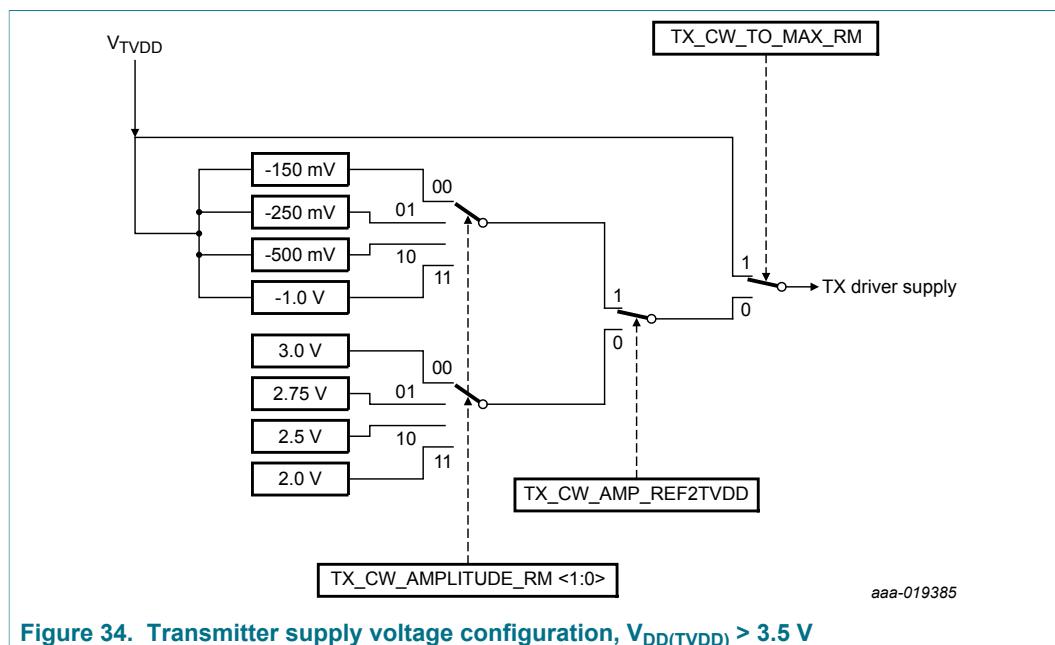 V_TVDD
TX_CW_TO_MAX_RM
-150 mV
00
-250 mV
01
-500 mV
10
-1.0 V
11
1
TX driver supply
0
1
0
3.0 V
00
2.75 V
01
2.5 V
10
2.0 V
11
TX_CW_AMP_REF2TVDD
TX_CW_AMPLITUDE_RM <1:0>
aaa-019385
Figure 34. Transmitter supply voltage configuration, V_DD(TVDD) > 3.5 V